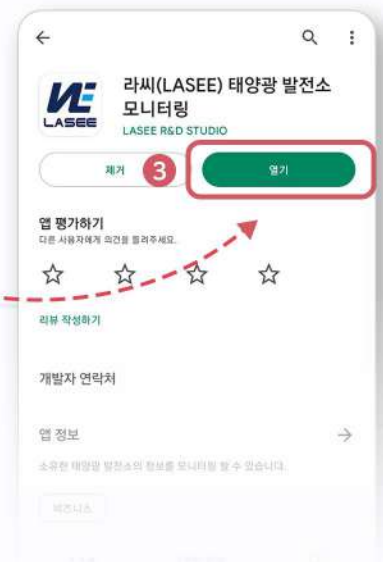 라씨(LASEE) 태양광 발전소
모니터링
LASEE
LASEE R&D STUDIO
제거
3
열기
앱 평가하기
다른 사용자에게 의견을 들려주세요.
리뷰 작성하기
개발자 연락처
앱 정보
소유한 태양광 발전소의 정보를 모니터링 할 수 있습니다.
비즈니스